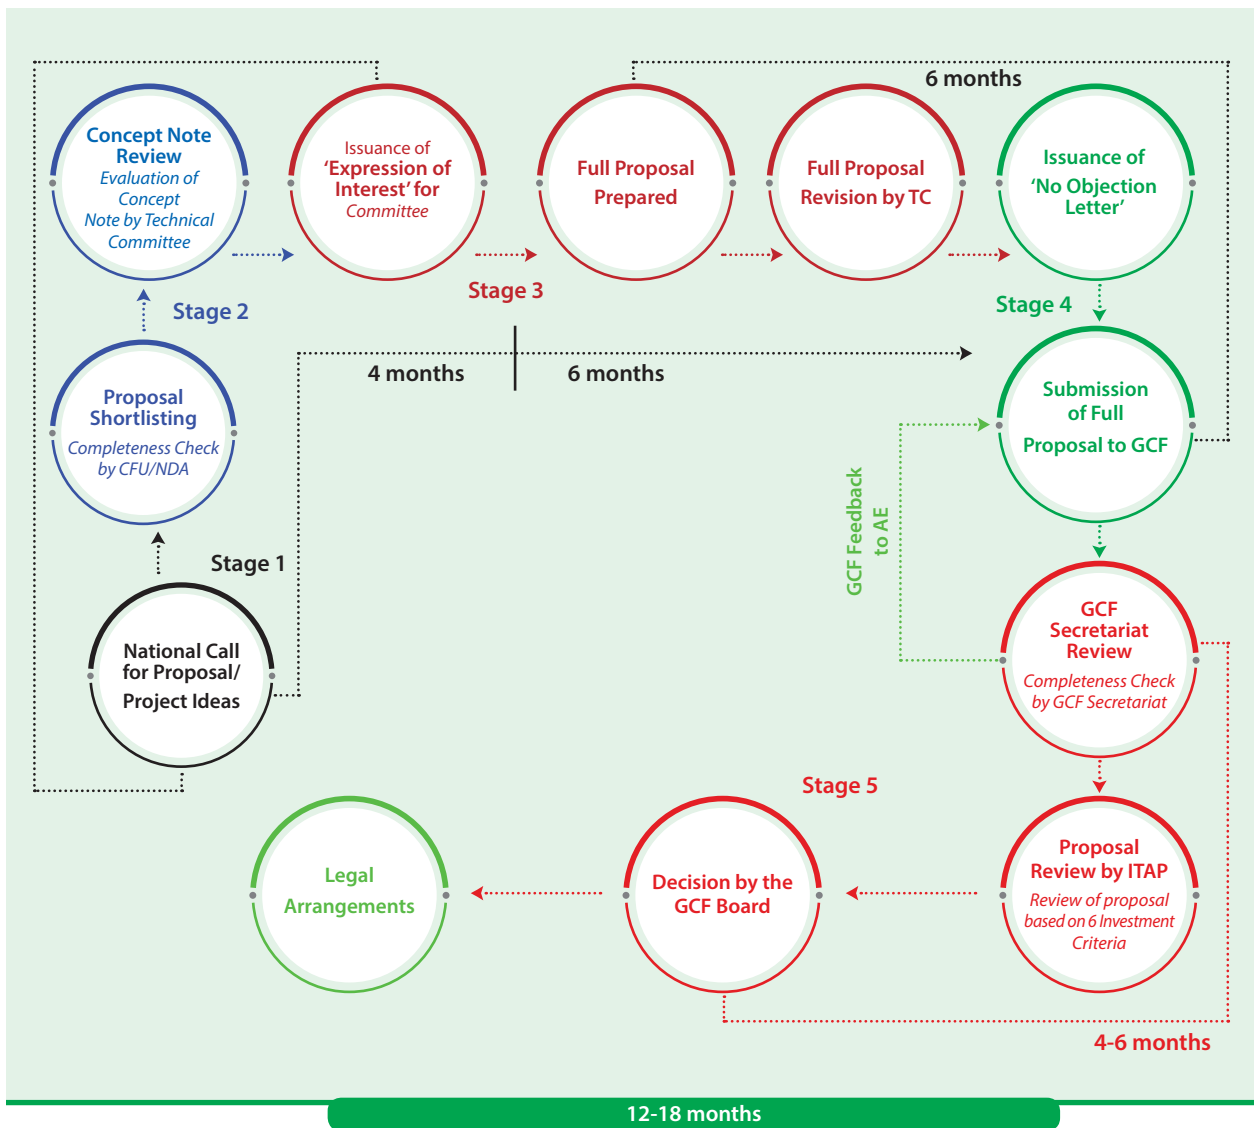 6 months
Concept Note
Review
Evaluation of
Concept
Note by Technical
Committee
Issuance of
'Expression of
Interest' for
Committee
Full Proposal
Prepared
Full Proposal
Revision by TC
Issuance of
'No Objection
Letter'
Stage 2
Stage 3
Stage 4
4 months
6 months
Proposal
Shortlisting
Completeness Check
by CFU/NDA
Submission
of Full
Proposal to GCF
GCF Feedback
to AE
Stage 1
National Call
for Proposal/
Project Ideas
GCF
Secretariat
Review
Completeness Check
by GCF Secretariat
Stage 5
Legal
Arrangements
Decision by the
GCF Board
Proposal
Review by ITAP
Review of proposal
based on 6 Investment
Criteria
4-6 months
12-18 months